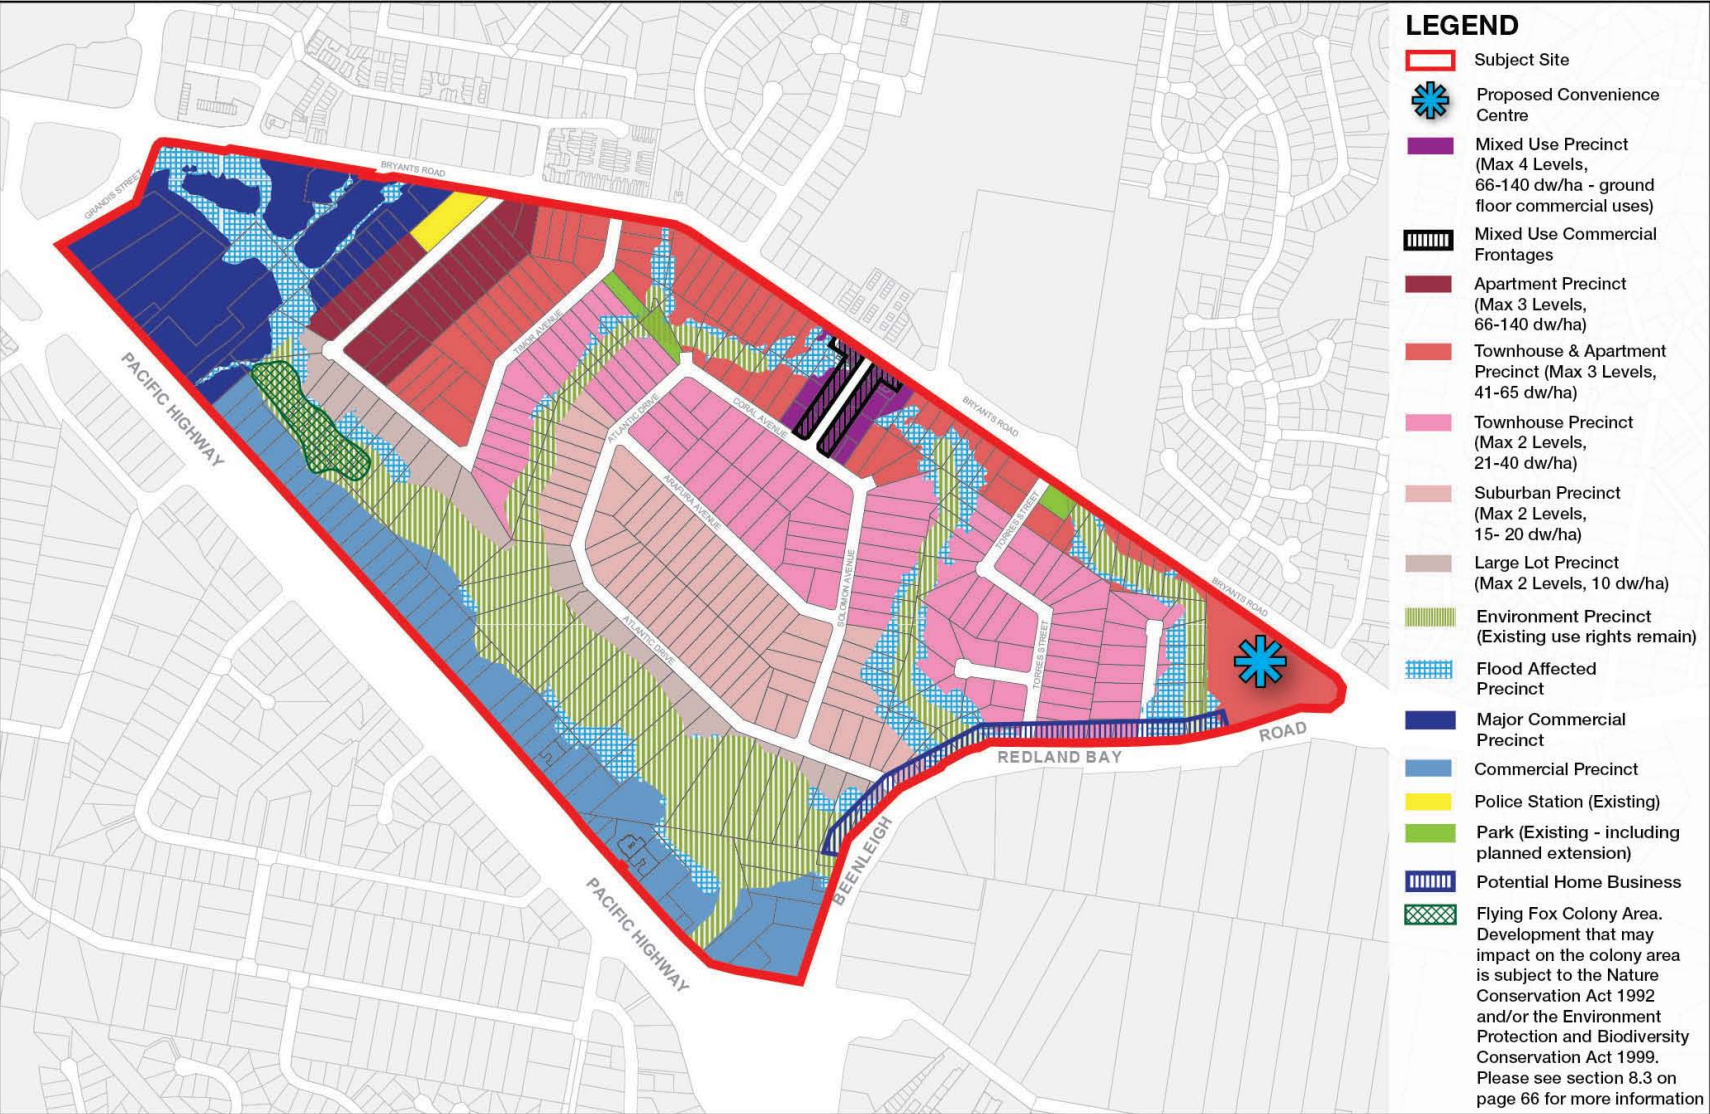 LEGEND
Subject Site
Proposed Convenience
Centre
Mixed Use Precinct
(Max 4 Levels,
66-140 dw/ha - ground
floor commercial uses)
Mixed Use Commercial
Frontages
Apartment Precinct
(Max 3 Levels,
66-140 dw/ha)
Townhouse & Apartment
Precinct (Max 3 Levels,
41-65 dw/ha)
Townhouse Precinct
(Max 2 Levels,
21-40 dw/ha)
Suburban Precinct
(Max 2 Levels,
15- 20 dw/ha)
Large Lot Precinct
(Max 2 Levels, 10 dw/ha)
Environment Precinct
(Existing use rights remain)
Flood Affected
Precinct
Major Commercial
Precinct
Commercial Precinct
Police Station (Existing)
Park (Existing - including
planned extension)
Potential Home Business
Flying Fox Colony Area.
Development that may
impact on the colony area
is subject to the Nature
Conservation Act 1992
and/or the Environment
Protection and Biodiversity
Conservation Act 1999.
Please see section 8.3 on
page 66 for more information
BRYANTS ROAD
GRANDIS STREET
TIMOR AVENUE
PACIFIC HIGHWAY
ATLANTIC DRIVE
CORAL AVENUE
BRYANTS ROAD
ARAFURA AVENUE
TORRES STREET
SOLOMON AVENUE
BRYANTS ROAD
ATLANTIC DRIVE
TORRES STREET
ROAD
REDLAND BAY
BEENLEIGH
PACIFIC HIGHWAY